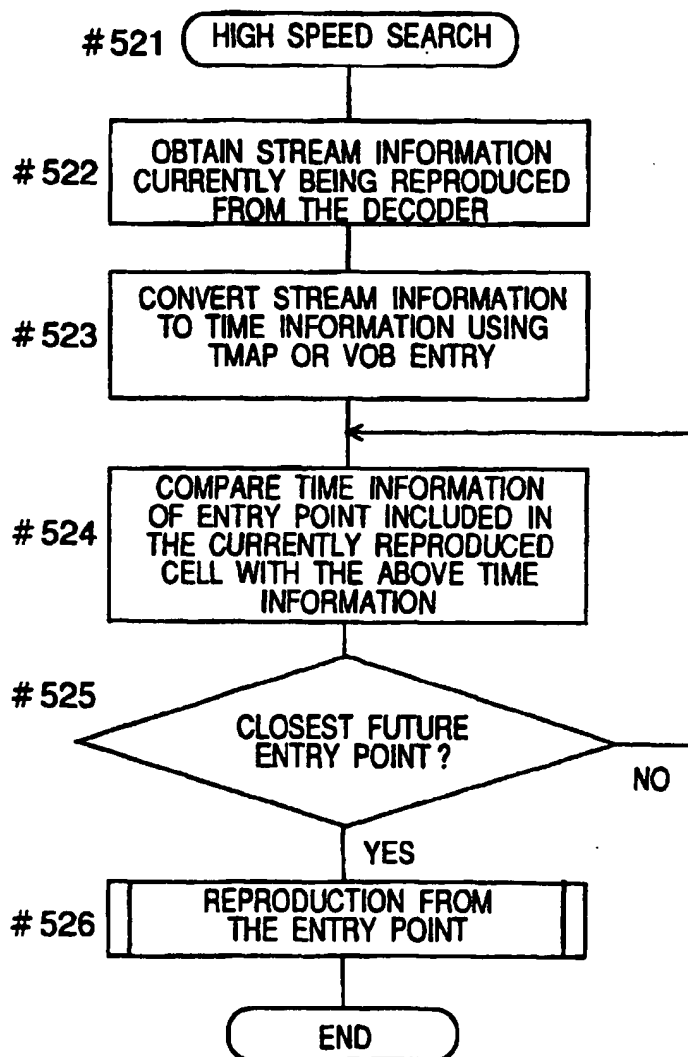 #521 HIGH SPEED SEARCH
#522
OBTAIN STREAM INFORMATION
CURRENTLY BEING REPRODUCED
FROM THE DECODER
#523
CONVERT STREAM INFORMATION
TO TIME INFORMATION USING
TMAP OR VOB ENTRY
#524
COMPARE TIME INFORMATION
OF ENTRY POINT INCLUDED IN
THE CURRENTLY REPRODUCED
CELL WITH THE ABOVE TIME
INFORMATION
#525
CLOSEST FUTURE
ENTRY POINT?
NO
YES
#526
REPRODUCTION FROM
THE ENTRY POINT
END